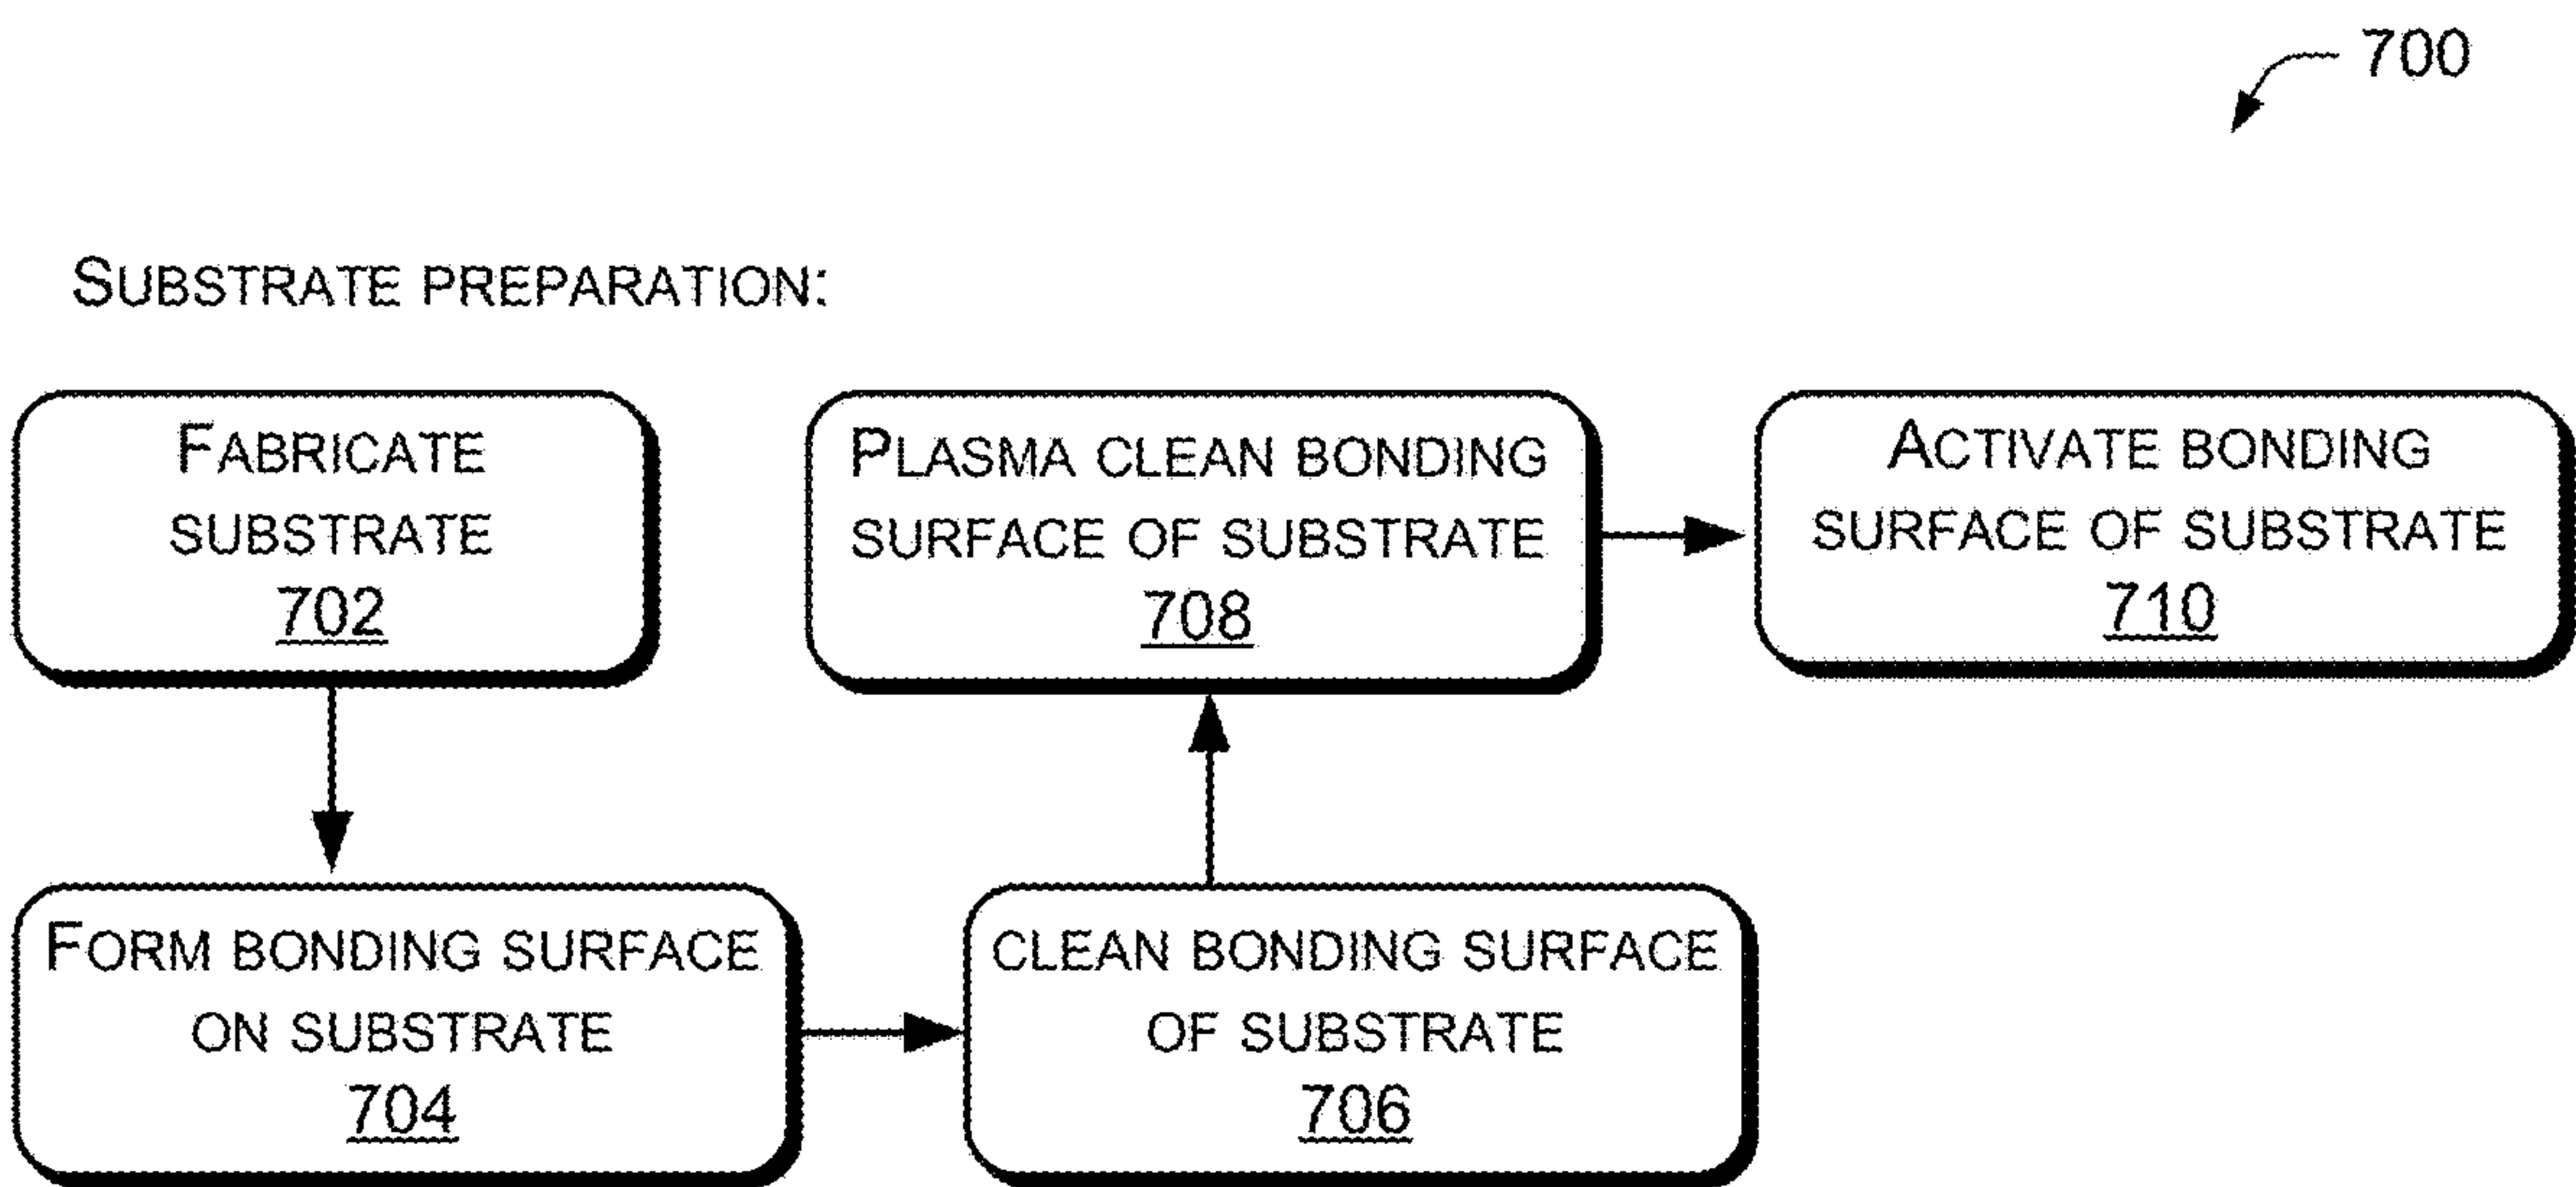 700
SUBSTRATE PREPARATION:
FABRICATE
SUBSTRATE
702
FORM BONDING SURFACE
ON SUBSTRATE
704
CLEAN BONDING SURFACE
OF SUBSTRATE
706
PLASMA CLEAN BONDING
SURFACE OF SUBSTRATE
708
ACTIVATE BONDING
SURFACE OF SUBSTRATE
710